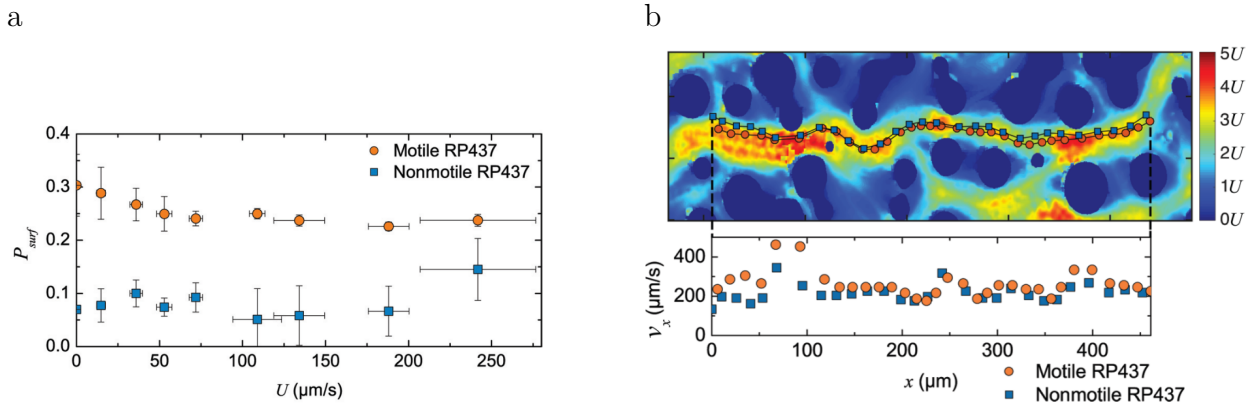 a
b
0.4
0.3
0.2
0.1
0.0
P_surf
0
50
100
150
200
250
U (µm/s)
Motile RP437
Nonmotile RP437
5U
4U
3U
2U
1U
0U
400
200
0
v_x (µm/s)
0
100
200
300
400
x (µm)
Motile RP437
Nonmotile RP437